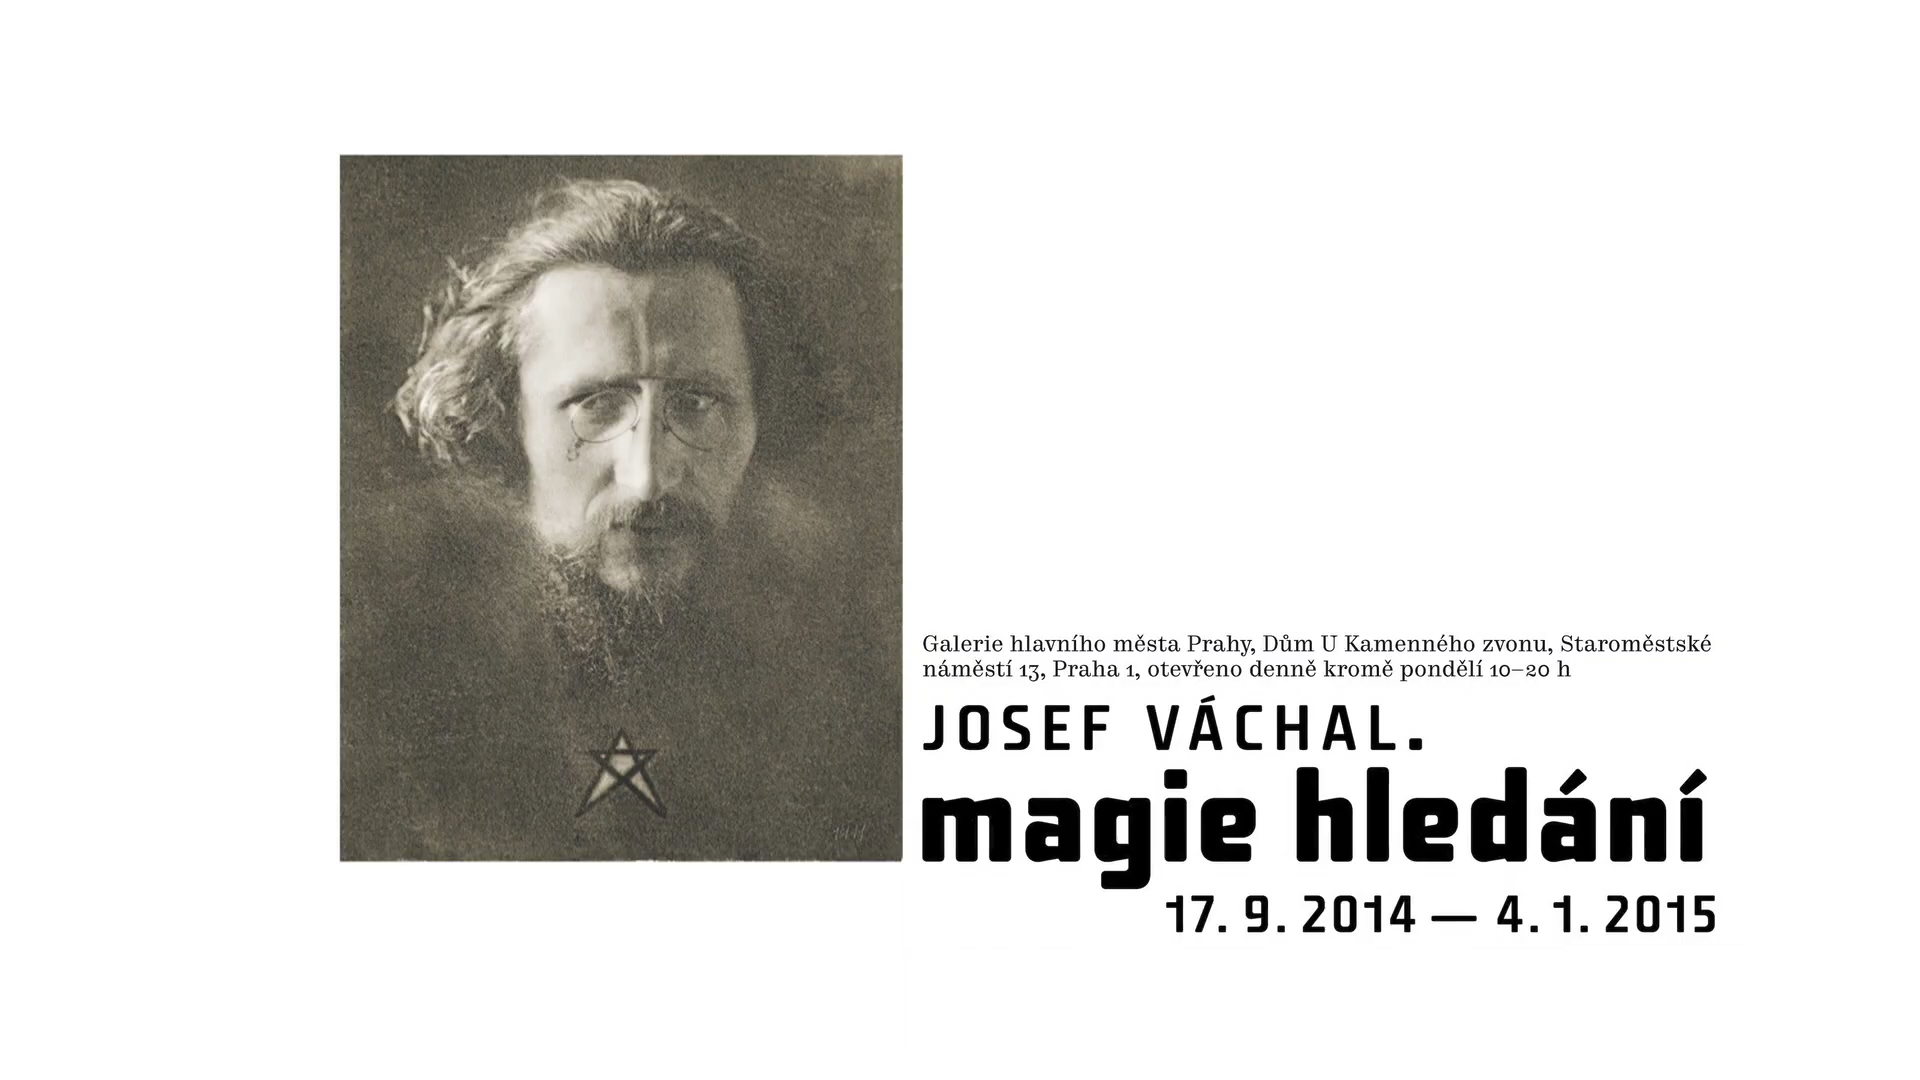 Galerie hlavního města Prahy, Dům U Kamenného zvonu, Staroměstské
náměstí 13, Praha 1, otevřeno denně kromě pondělí 10–20 h
JOSEF VÁCHAL.
magie hledání
17. 9. 2014 — 4. 1. 2015